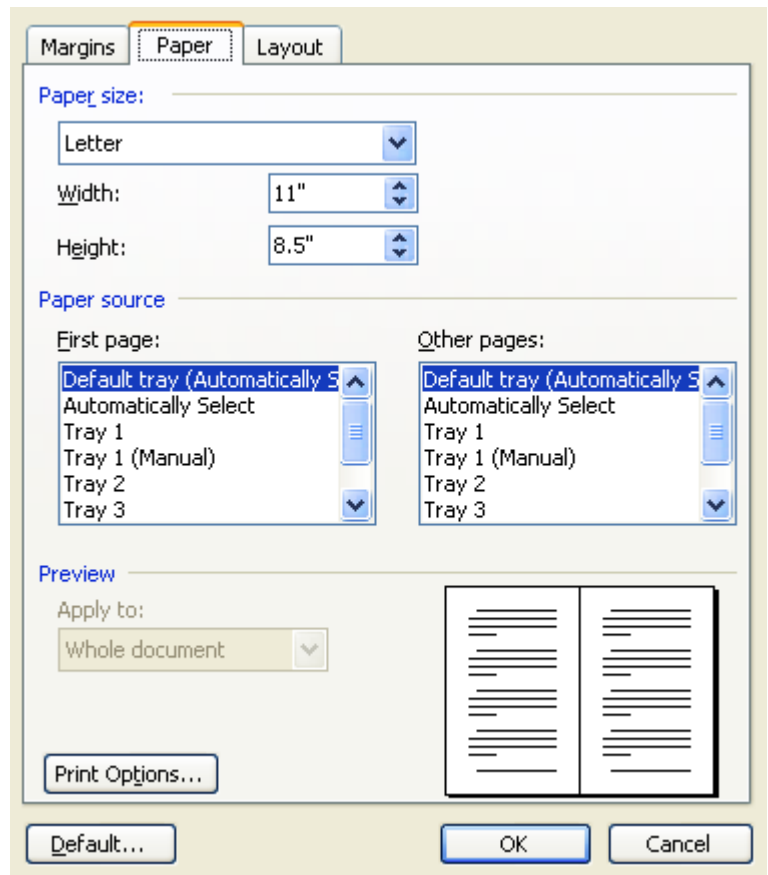 Margins Paper Layout
Paper size:
Letter
Width: 11"
Height: 8.5"
Paper source
First page: Other pages:
Default tray (Automatically S Default tray (Automatically S
Automatically Select Automatically Select
Tray 1 Tray 1
Tray 1 (Manual) Tray 1 (Manual)
Tray 2 Tray 2
Tray 3 Tray 3
Preview
Apply to:
Whole document
Print Options...
Default... OK Cancel